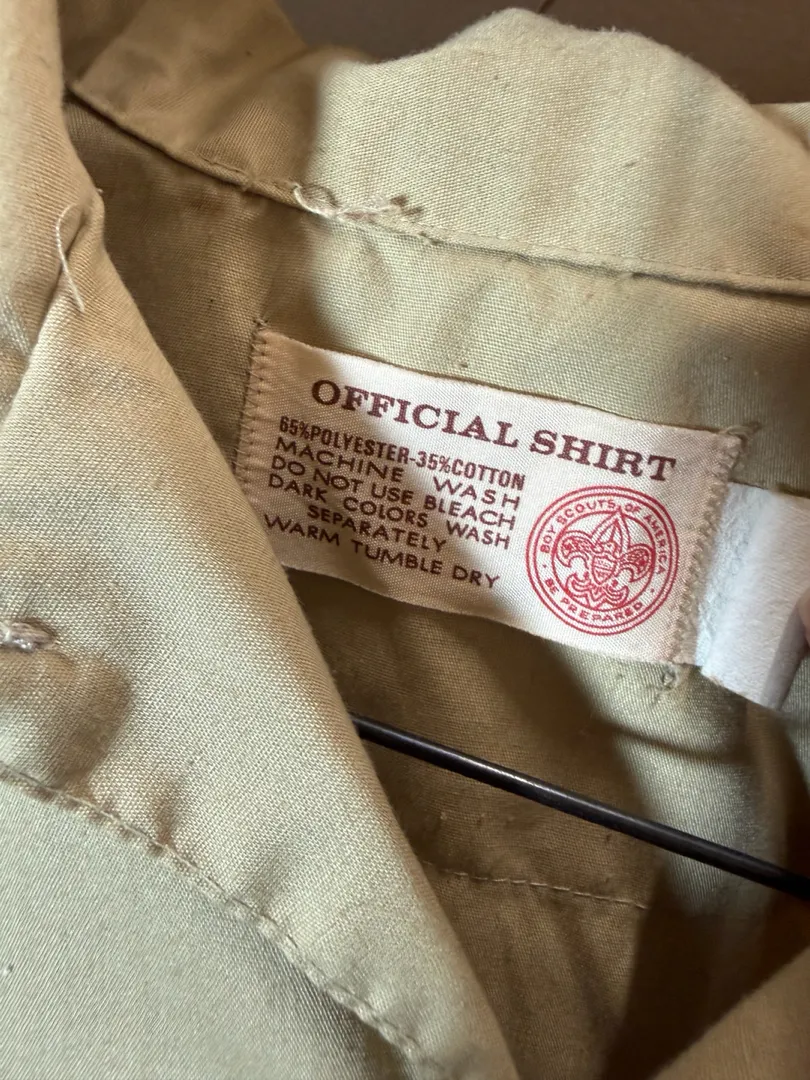 OFFICIAL SHIRT
65%POLYESTER-35%COTTON
MACHINE WASH
DO NOT USE BLEACH
DARK COLORS WASH
SEPARATELY
WARM TUMBLE DRY
BOY SCOUTS OF AMERICA
BE PREPARED